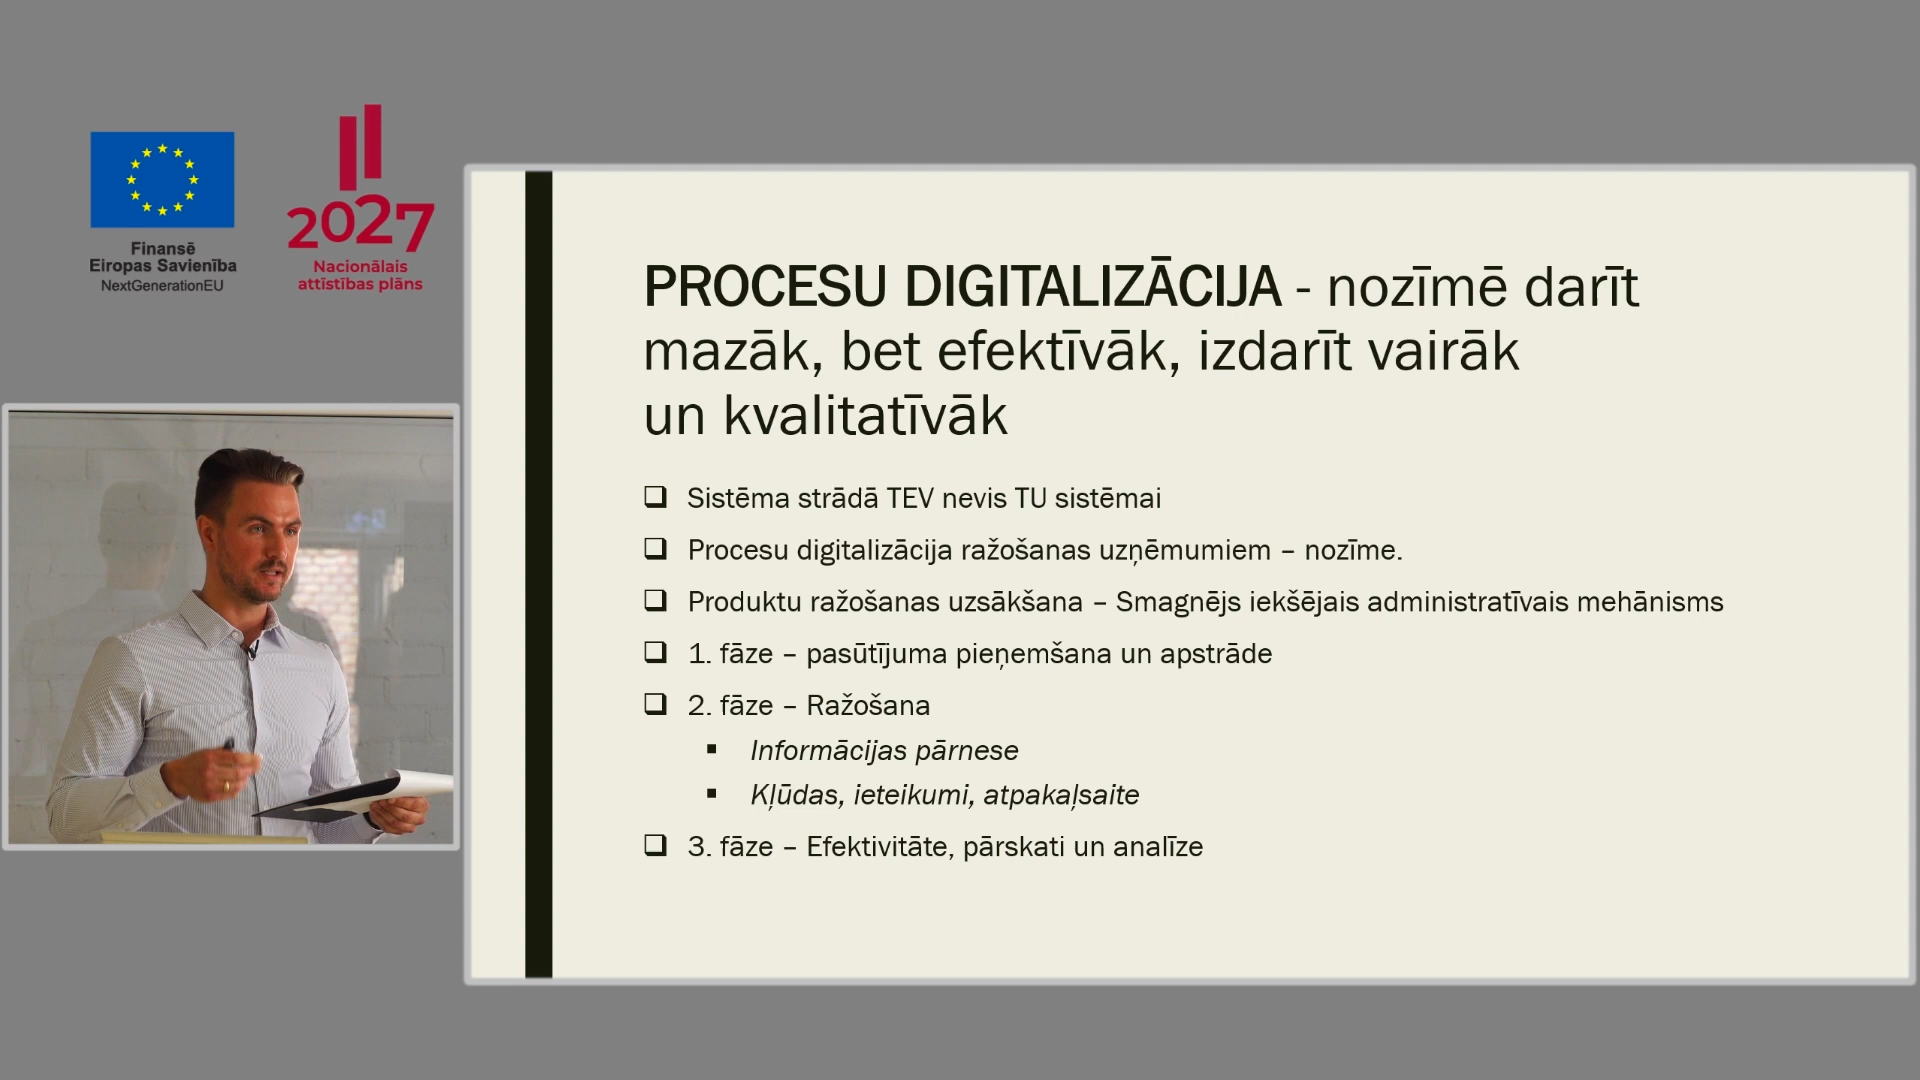 Finansē
Eiropas Savienība
NextGenerationEU
2027
Nacionālais
attīstības plāns
PROCESU DIGITALIZĀCIJA - nozīmē darīt
mazāk, bet efektīvāk, izdarīt vairāk
un kvalitatīvāk
Sistēma strādā TEV nevis TU sistēmai
Procesu digitalizācija ražošanas uzņēmumiem – nozīme.
Produktu ražošanas uzsākšana – Smagnējs iekšējais administratīvais mehānisms
1. fāze – pasūtījuma pieņemšana un apstrāde
2. fāze – Ražošana
Informācijas pārnese
Kļūdas, ieteikumi, atpakaļsaite
3. fāze – Efektivitāte, pārskati un analīze